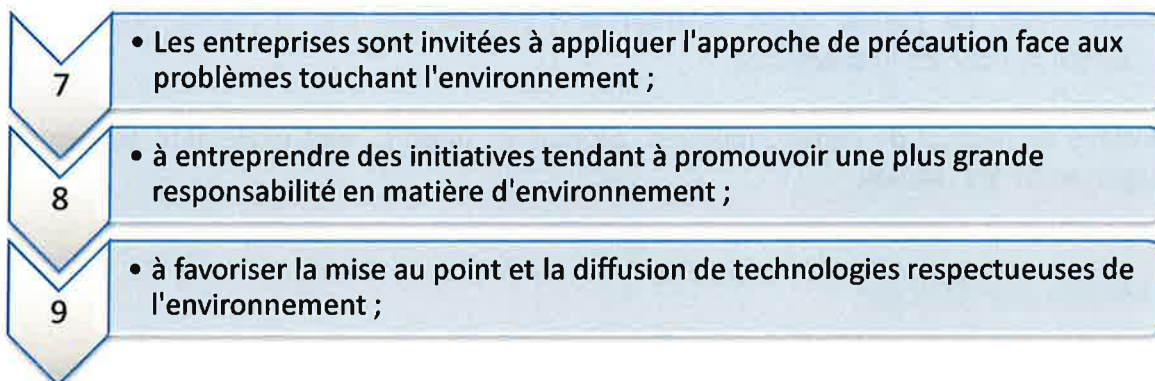 7
• Les entreprises sont invitées à appliquer l'approche de précaution face aux
problèmes touchant l'environnement ;
8
• à entreprendre des initiatives tendant à promouvoir une plus grande
responsabilité en matière d'environnement ;
9
• à favoriser la mise au point et la diffusion de technologies respectueuses de
l'environnement ;